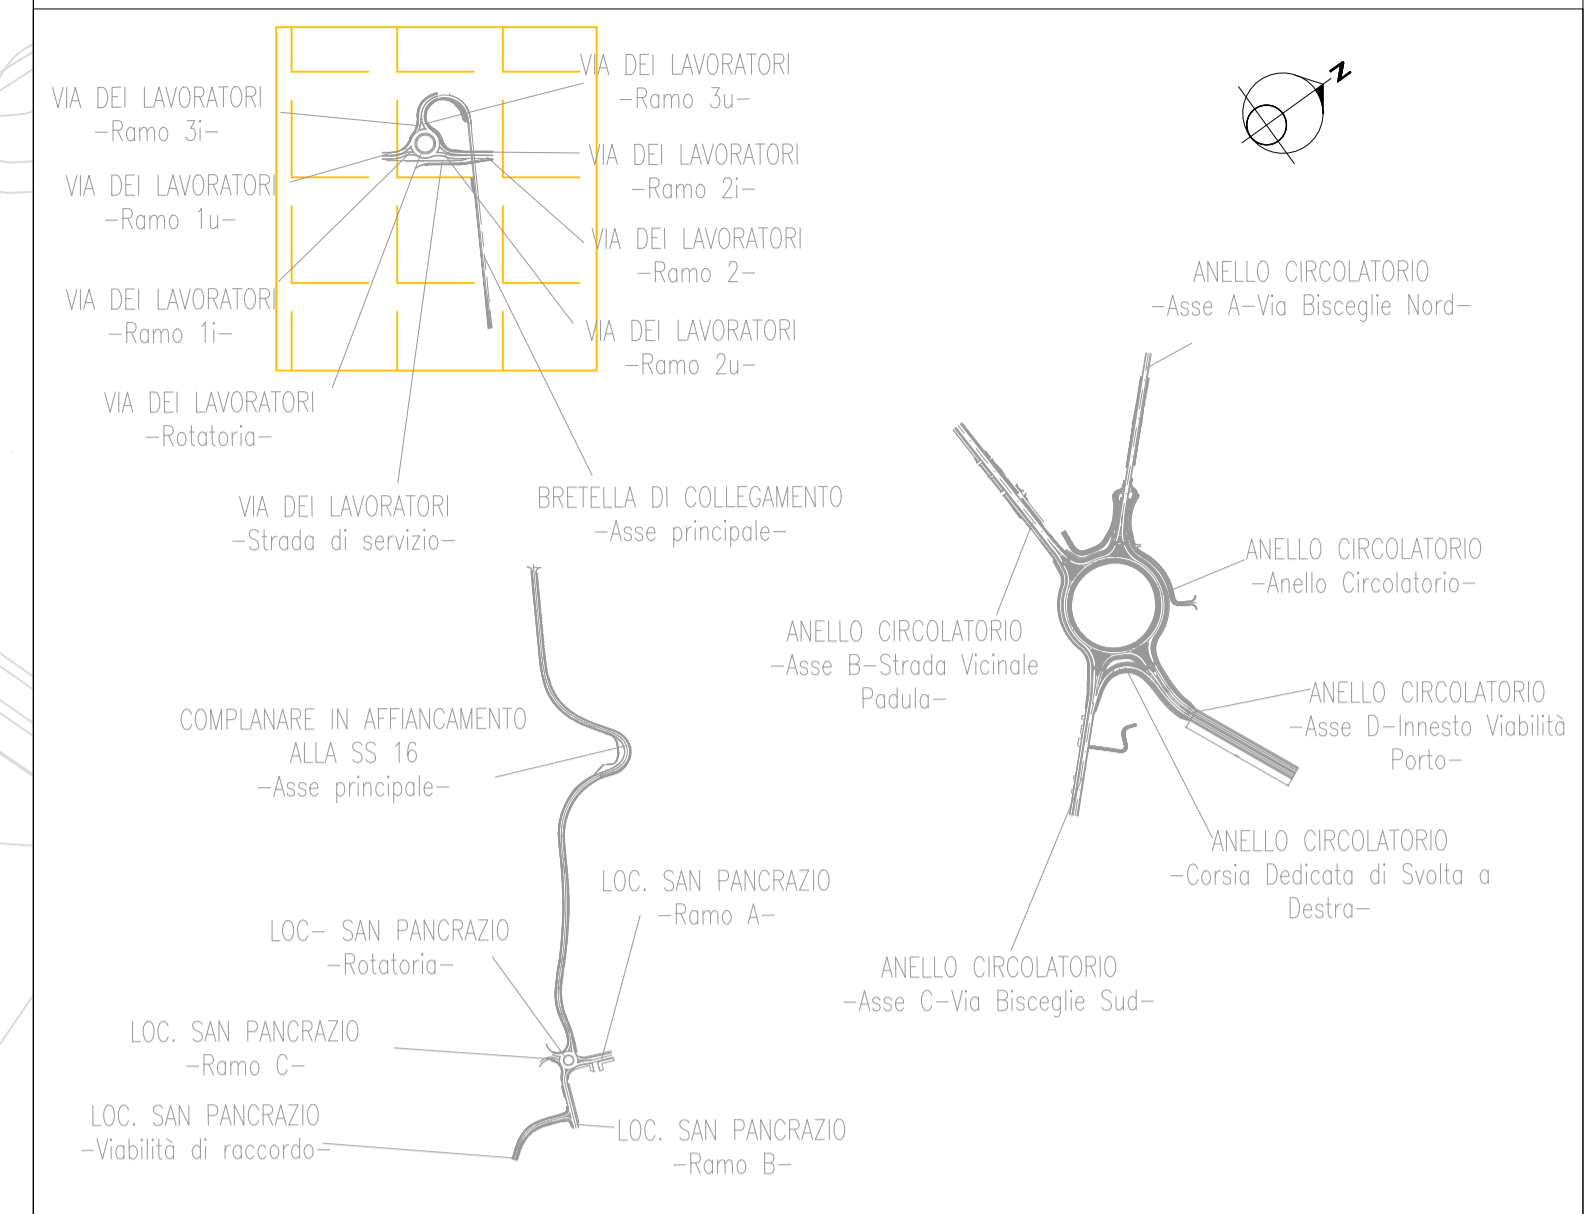 VIA DEI LAVORATORI
-Ramo 3u-
VIA DEI LAVORATORI
-Ramo 3i-
N
VIA DEI LAVORATORI
-Ramo 2i-
VIA DEI LAVORATORI
-Ramo 1u-
VIA DEI LAVORATORI
-Ramo 2-
VIA DEI LAVORATORI
-Ramo 1i-
VIA DEI LAVORATORI
-Ramo 2u-
ANELLO CIRCOLATORIO
-Asse A-Via Bisceglie Nord-
VIA DEI LAVORATORI
-Rotatoria-
VIA DEI LAVORATORI
-Strada di servizio-
BRETELLA DI COLLEGAMENTO
-Asse principale-
ANELLO CIRCOLATORIO
-Anello Circolatorio-
ANELLO CIRCOLATORIO
-Asse B-Strada Vicinale
Padula-
ANELLO CIRCOLATORIO
-Asse D-Innesto Viabilità
Porto-
COMPLANARE IN AFFIANCAMENTO
ALLA SS 16
-Asse principale-
ANELLO CIRCOLATORIO
-Corsia Dedicata di Svolta a
Destra-
LOC. SAN PANCRAZIO
-Ramo A-
LOC- SAN PANCRAZIO
-Rotatoria-
ANELLO CIRCOLATORIO
-Asse C-Via Bisceglie Sud-
LOC. SAN PANCRAZIO
-Ramo C-
LOC. SAN PANCRAZIO
-Viabilità di raccordo-
LOC. SAN PANCRAZIO
-Ramo B-